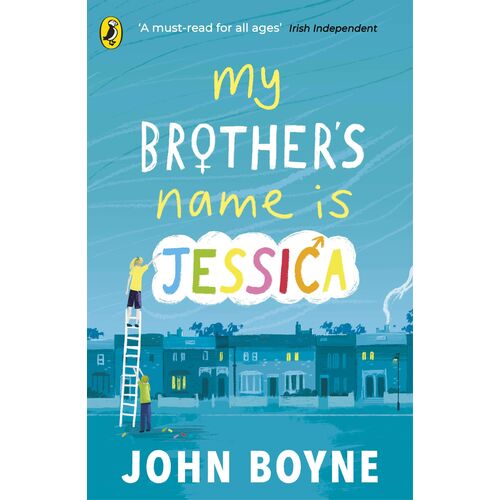 ‘A must-read for all ages’ Irish Independent
my
BROTHER'S
name is
JESSICA
JOHN BOYNE